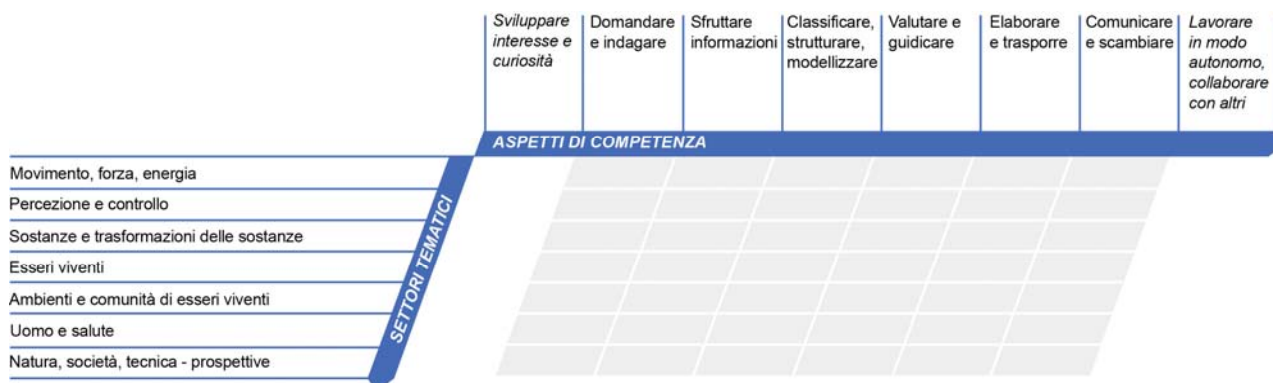 Sviluppare
interesse e
curiosità
Domandare
e indagare
Sfruttare
informazioni
Classificare,
strutturare,
modellizzare
Valutare e
guidicare
Elaborare
e trasporre
Comunicare
e scambiare
Lavorare
in modo
autonomo,
collaborare
con altri
ASPETTI DI COMPETENZA
SETTORI TEMATICI
Movimento, forza, energia
Percezione e controllo
Sostanze e trasformazioni delle sostanze
Esseri viventi
Ambienti e comunità di esseri viventi
Uomo e salute
Natura, società, tecnica - prospettive